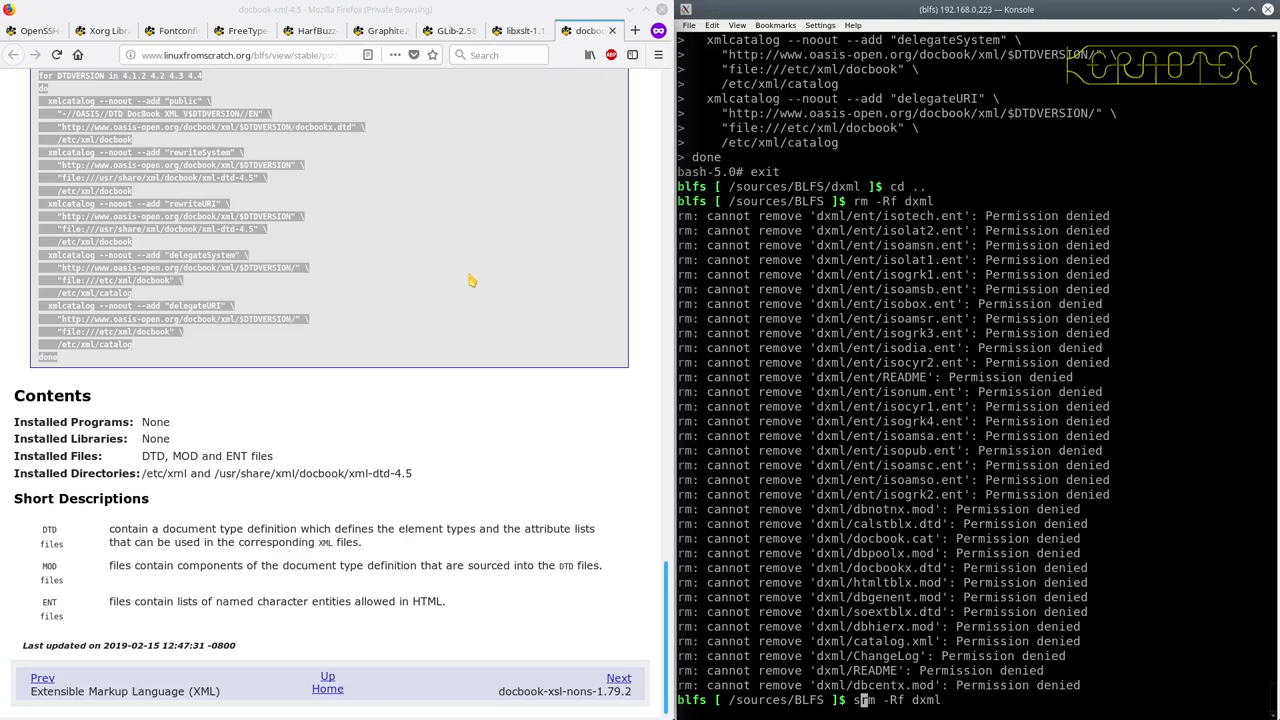 docbook-xml-4.5 - Mozilla Firefox (Private Browsing)
OpenSSH-
Xorg Libra
Fontconfig
FreeType-
HarfBuzz-
Graphite2
GLib-2.58
libxslt-1.1
docboo
www.linuxfromscratch.org/blfs/view/stable/pst
Search
for DTDVERSION in 4.1.2 4.2 4.3 4.4
do
xmlcatalog --noout --add "public" \
"-//OASIS//DTD DocBook XML V$DTDVERSION//EN" \
"http://www.oasis-open.org/docbook/xml/$DTDVERSION/docbookx.dtd" \
/etc/xml/docbook
xmlcatalog --noout --add "rewriteSystem" \
"http://www.oasis-open.org/docbook/xml/$DTDVERSION" \
"file:///usr/share/xml/docbook/xml-dtd-4.5" \
/etc/xml/docbook
xmlcatalog --noout --add "rewriteURI" \
"http://www.oasis-open.org/docbook/xml/$DTDVERSION" \
"file:///usr/share/xml/docbook/xml-dtd-4.5" \
/etc/xml/docbook
xmlcatalog --noout --add "delegateSystem" \
"http://www.oasis-open.org/docbook/xml/$DTDVERSION/" \
"file:///etc/xml/docbook" \
/etc/xml/catalog
xmlcatalog --noout --add "delegateURI" \
"http://www.oasis-open.org/docbook/xml/$DTDVERSION/" \
"file:///etc/xml/docbook" \
/etc/xml/catalog
done
Contents
Installed Programs: None
Installed Libraries: None
Installed Files: DTD, MOD and ENT files
Installed Directories: /etc/xml and /usr/share/xml/docbook/xml-dtd-4.5
Short Descriptions
DTD files contain a document type definition which defines the element types and the attribute lists
that can be used in the corresponding XML files.
MOD files files contain components of the document type definition that are sourced into the DTD files.
ENT files files contain lists of named character entities allowed in HTML.
Last updated on 2019-02-15 12:47:31 -0800
Prev Up Next
Extensible Markup Language (XML) Home docbook-xsl-nons-1.79.2
(blfs) 192.168.0.223 — Konsole
File Edit View Bookmarks Settings Help
KERAOTEX
> xmlcatalog --noout --add "delegateSystem" \
> "http://www.oasis-open.org/docbook/xml/$DTDVERSION/" \
> "file:///etc/xml/docbook" \
> /etc/xml/catalog
> xmlcatalog --noout --add "delegateURI" \
> "http://www.oasis-open.org/docbook/xml/$DTDVERSION/" \
> "file:///etc/xml/docbook" \
> /etc/xml/catalog
> done
bash-5.0# exit
blfs [ /sources/BLFS/dxml ]$ cd ..
blfs [ /sources/BLFS ]$ rm -Rf dxml
rm: cannot remove 'dxml/ent/isotech.ent': Permission denied
rm: cannot remove 'dxml/ent/isolat2.ent': Permission denied
rm: cannot remove 'dxml/ent/isoamsn.ent': Permission denied
rm: cannot remove 'dxml/ent/isolat1.ent': Permission denied
rm: cannot remove 'dxml/ent/isogrk1.ent': Permission denied
rm: cannot remove 'dxml/ent/isoamsb.ent': Permission denied
rm: cannot remove 'dxml/ent/isobox.ent': Permission denied
rm: cannot remove 'dxml/ent/isoamsr.ent': Permission denied
rm: cannot remove 'dxml/ent/isogrk3.ent': Permission denied
rm: cannot remove 'dxml/ent/isodia.ent': Permission denied
rm: cannot remove 'dxml/ent/isocyr2.ent': Permission denied
rm: cannot remove 'dxml/ent/README': Permission denied
rm: cannot remove 'dxml/ent/isonum.ent': Permission denied
rm: cannot remove 'dxml/ent/isocyr1.ent': Permission denied
rm: cannot remove 'dxml/ent/isogrk4.ent': Permission denied
rm: cannot remove 'dxml/ent/isoamsa.ent': Permission denied
rm: cannot remove 'dxml/ent/isopub.ent': Permission denied
rm: cannot remove 'dxml/ent/isoamsc.ent': Permission denied
rm: cannot remove 'dxml/ent/isoamso.ent': Permission denied
rm: cannot remove 'dxml/ent/isogrk2.ent': Permission denied
rm: cannot remove 'dxml/dbnotnx.mod': Permission denied
rm: cannot remove 'dxml/calstblx.dtd': Permission denied
rm: cannot remove 'dxml/docbook.cat': Permission denied
rm: cannot remove 'dxml/dbpoolx.mod': Permission denied
rm: cannot remove 'dxml/docbookx.dtd': Permission denied
rm: cannot remove 'dxml/htmltblx.mod': Permission denied
rm: cannot remove 'dxml/dbgenent.mod': Permission denied
rm: cannot remove 'dxml/soextblx.dtd': Permission denied
rm: cannot remove 'dxml/dbhierx.mod': Permission denied
rm: cannot remove 'dxml/catalog.xml': Permission denied
rm: cannot remove 'dxml/ChangeLog': Permission denied
rm: cannot remove 'dxml/README': Permission denied
rm: cannot remove 'dxml/dbcentx.mod': Permission denied
blfs [ /sources/BLFS ]$ srm -Rf dxml